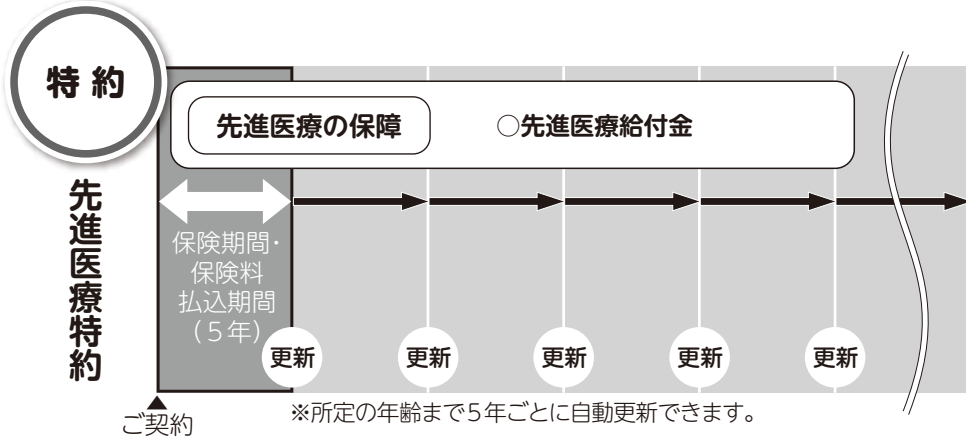 特約
先進医療特約
先進医療の保障
○先進医療給付金
保険期間・
保険料
払込期間
（5年）
更新
更新
更新
更新
更新
ご契約
※所定の年齢まで5年ごとに自動更新できます。